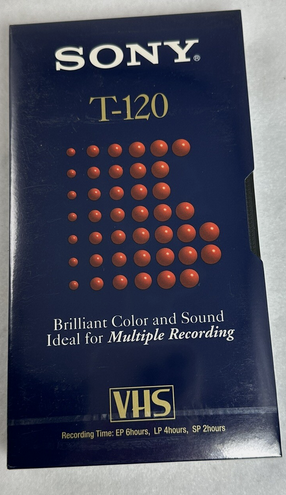 SONY®
T-120
Brilliant Color and Sound
Ideal for Multiple Recording
VHS
Recording Time: EP 6hours, LP 4hours, SP 2hours